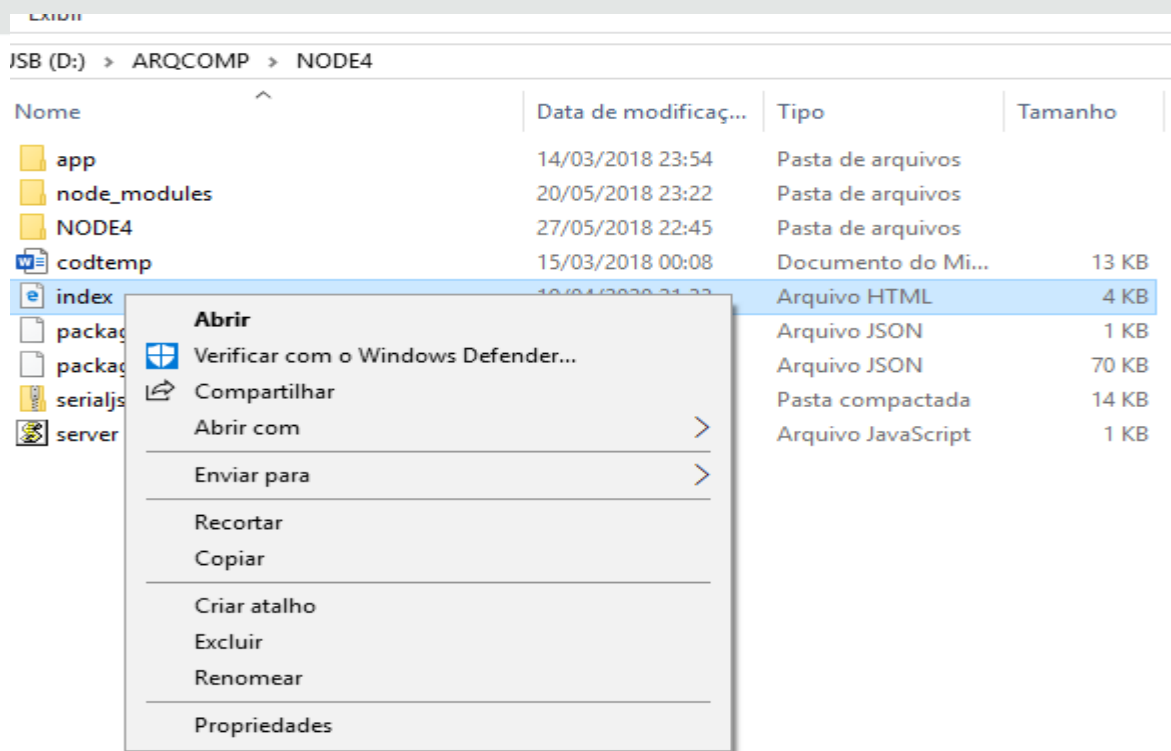 Exibir
JSB (D:) > ARQCOMP > NODE4
Nome Data de modificaç... Tipo Tamanho
app 14/03/2018 23:54 Pasta de arquivos
node_modules 20/05/2018 23:22 Pasta de arquivos
NODE4 27/05/2018 22:45 Pasta de arquivos
codtemp 15/03/2018 00:08 Documento do Mi... 13 KB
index Arquivo HTML 4 KB
packag Arquivo JSON 1 KB
packag Arquivo JSON 70 KB
serialjs Pasta compactada 14 KB
server Arquivo JavaScript 1 KB
Abrir
Verificar com o Windows Defender...
Compartilhar
Abrir com
Enviar para
Recortar
Copiar
Criar atalho
Excluir
Renomear
Propriedades